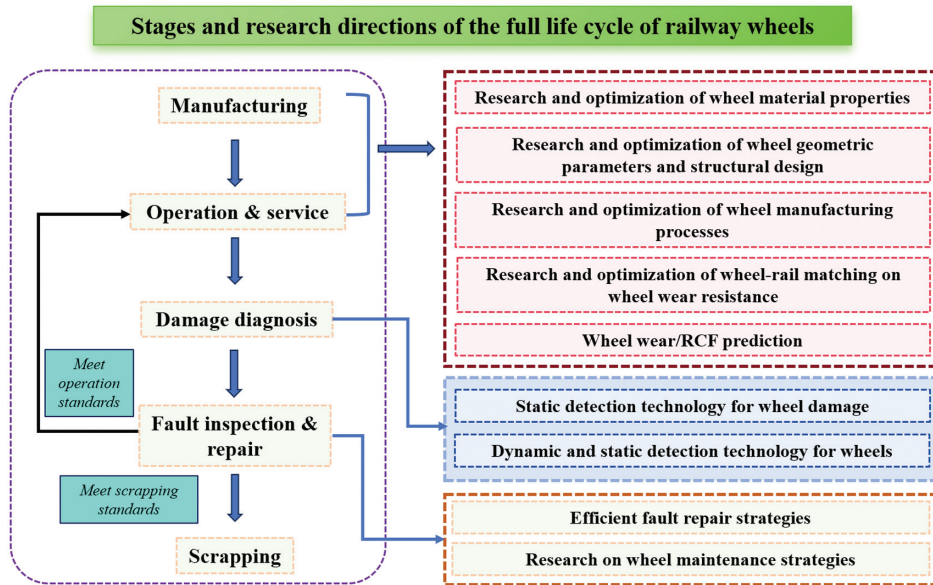 Stages and research directions of the full life cycle of railway wheels
Manufacturing
Operation & service
Damage diagnosis
Meet
operation
standards
Fault inspection &
repair
Meet scrapping
standards
Scrapping
Research and optimization of wheel material properties
Research and optimization of wheel geometric
parameters and structural design
Research and optimization of wheel manufacturing
processes
Research and optimization of wheel-rail matching on
wheel wear resistance
Wheel wear/RCF prediction
Static detection technology for wheel damage
Dynamic and static detection technology for wheels
Efficient fault repair strategies
Research on wheel maintenance strategies